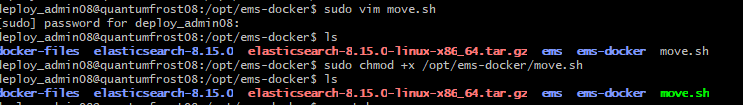 deploy_admin08@quantumfrost08:/opt/ems-docker$ sudo vim move.sh
[sudo] password for deploy_admin08:
deploy_admin08@quantumfrost08:/opt/ems-docker$ ls
docker-files elasticsearch-8.15.0 elasticsearch-8.15.0-linux-x86_64.tar.gz ems ems-docker move.sh
deploy_admin08@quantumfrost08:/opt/ems-docker$ sudo chmod +x /opt/ems-docker/move.sh
deploy_admin08@quantumfrost08:/opt/ems-docker$ ls
docker-files elasticsearch-8.15.0 elasticsearch-8.15.0-linux-x86_64.tar.gz ems ems-docker move.sh